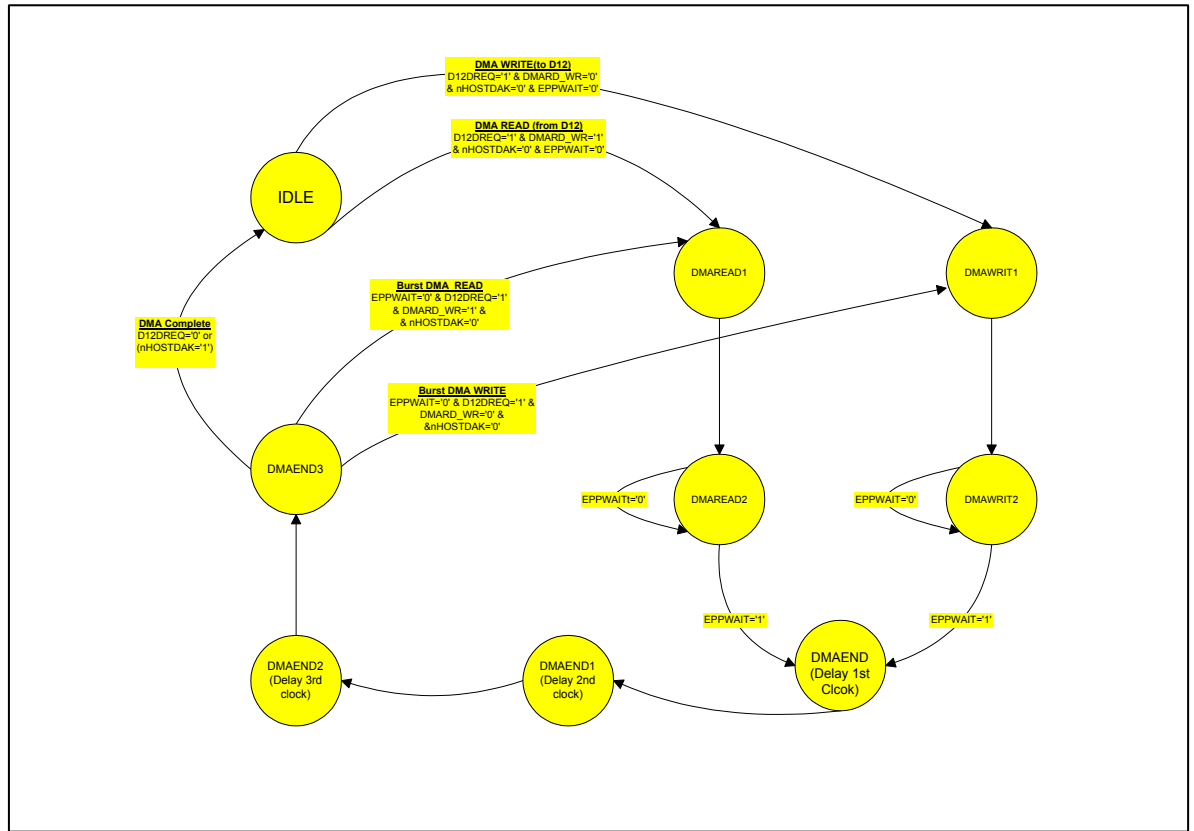 DMA WRITE(to D12)
D12DREQ='1' & DMARD_WR='0'
& nHOSTDAK='0' & EPPWAIT='0'
DMA READ (from D12)
D12DREQ='1' & DMARD_WR='1'
& nHOSTDAK='0' & EPPWAIT='0'
IDLE
DMAREAD1
DMAWRIT1
Burst DMA READ
EPPWAIT='0' & D12DREQ='1'
& DMARD_WR='1' &
& nHOSTDAK='0'
DMA Complete
D12DREQ='0' or
(nHOSTDAK='1')
Burst DMA WRITE
EPPWAIT='0' & D12DREQ='1' &
DMARD_WR='0' &
&nHOSTDAK='0'
DMAEND3
EPPWAITt='0'
DMAREAD2
EPPWAIT='0'
DMAWRIT2
EPPWAIT='1'
EPPWAIT='1'
DMAEND2
(Delay 3rd
clock)
DMAEND1
(Delay 2nd
clock)
DMAEND
(Delay 1st
Clcok)